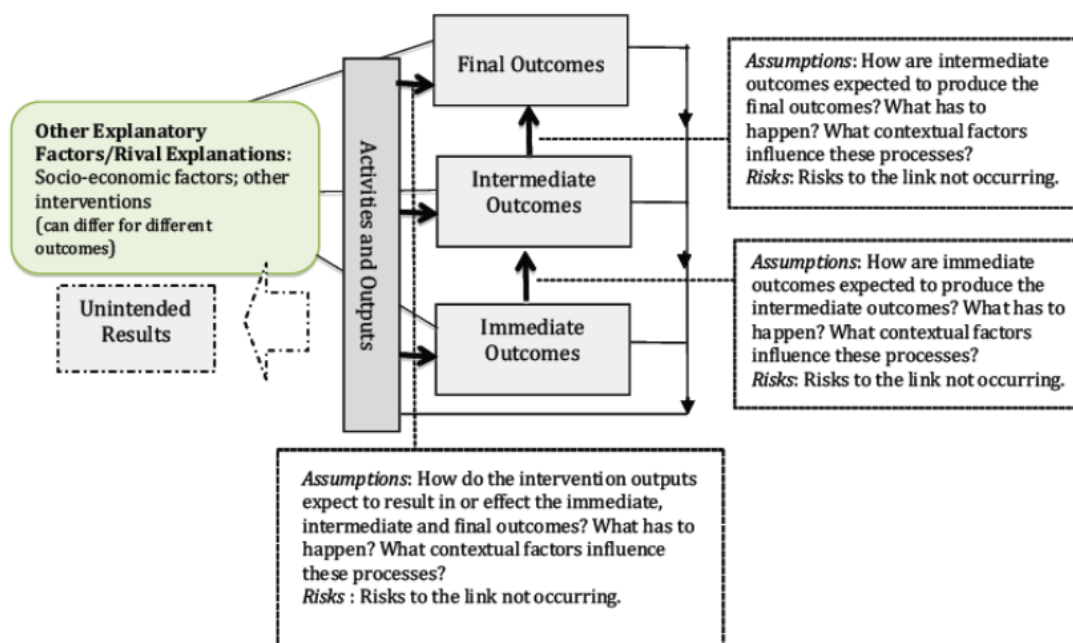 Final Outcomes
Assumptions: How are intermediate
outcomes expected to produce the
final outcomes? What has to
happen? What contextual factors
influence these processes?
Risks: Risks to the link not occurring.
Other Explanatory
Factors/Rival Explanations:
Socio-economic factors; other
interventions
(can differ for different
outcomes)
Activities and Outputs
Intermediate
Outcomes
Assumptions: How are immediate
outcomes expected to produce the
intermediate outcomes? What has to
happen? What contextual factors
influence these processes?
Risks: Risks to the link not occurring.
Unintended
Results
Immediate
Outcomes
Assumptions: How do the intervention outputs
expect to result in or effect the immediate,
intermediate and final outcomes? What has to
happen? What contextual factors influence
these processes?
Risks : Risks to the link not occurring.